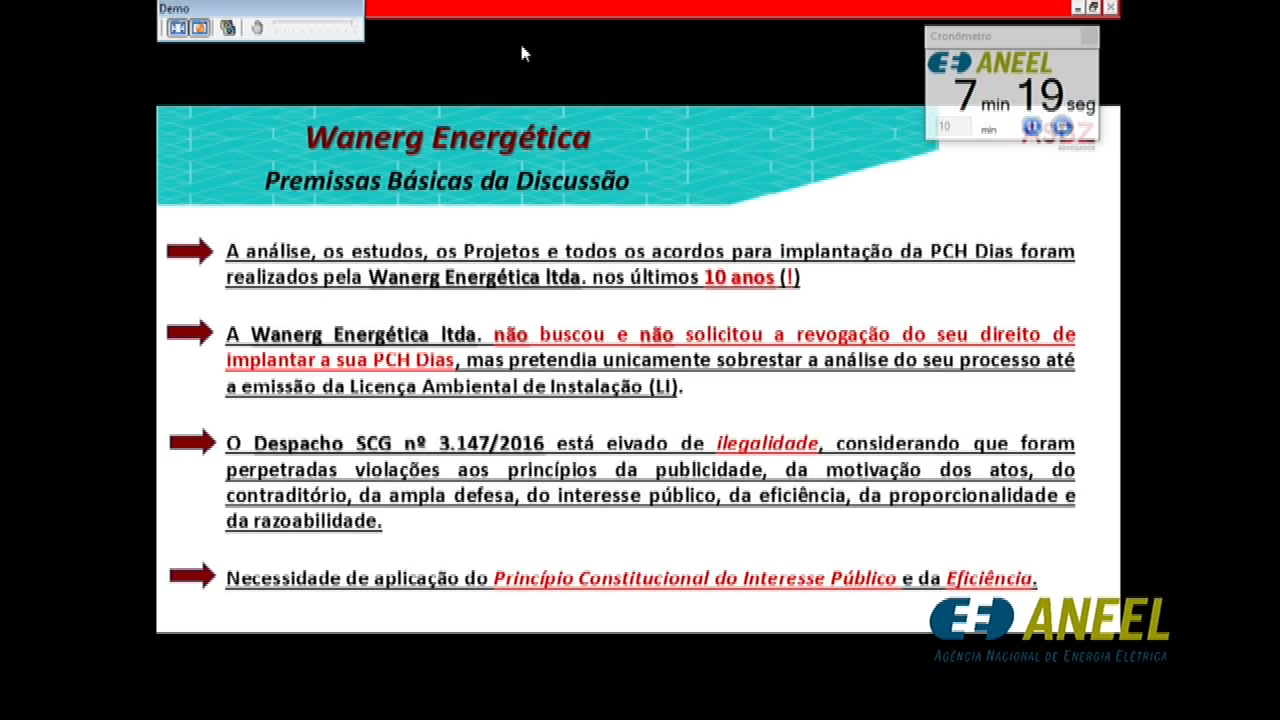 Demo
Cronômetro
ANEEL
7 min 19 seg
10 min
ASBZ
ADVOGADOS
Wanerg Energética
Premissas Básicas da Discussão
A análise, os estudos, os Projetos e todos os acordos para implantação da PCH Dias foram
realizados pela Wanerg Energética ltda. nos últimos 10 anos (!)
A Wanerg Energética ltda. não buscou e não solicitou a revogação do seu direito de
implantar a sua PCH Dias, mas pretendia unicamente sobrestar a análise do seu processo até
a emissão da Licença Ambiental de Instalação (LI).
O Despacho SCG nº 3.147/2016 está eivado de ilegalidade, considerando que foram
perpetradas violações aos princípios da publicidade, da motivação dos atos, do
contraditório, da ampla defesa, do interesse público, da eficiência, da proporcionalidade e
da razoabilidade.
Necessidade de aplicação do Princípio Constitucional do Interesse Público e da Eficiência.
ANEEL
AGÊNCIA NACIONAL DE ENERGIA ELÉTRICA